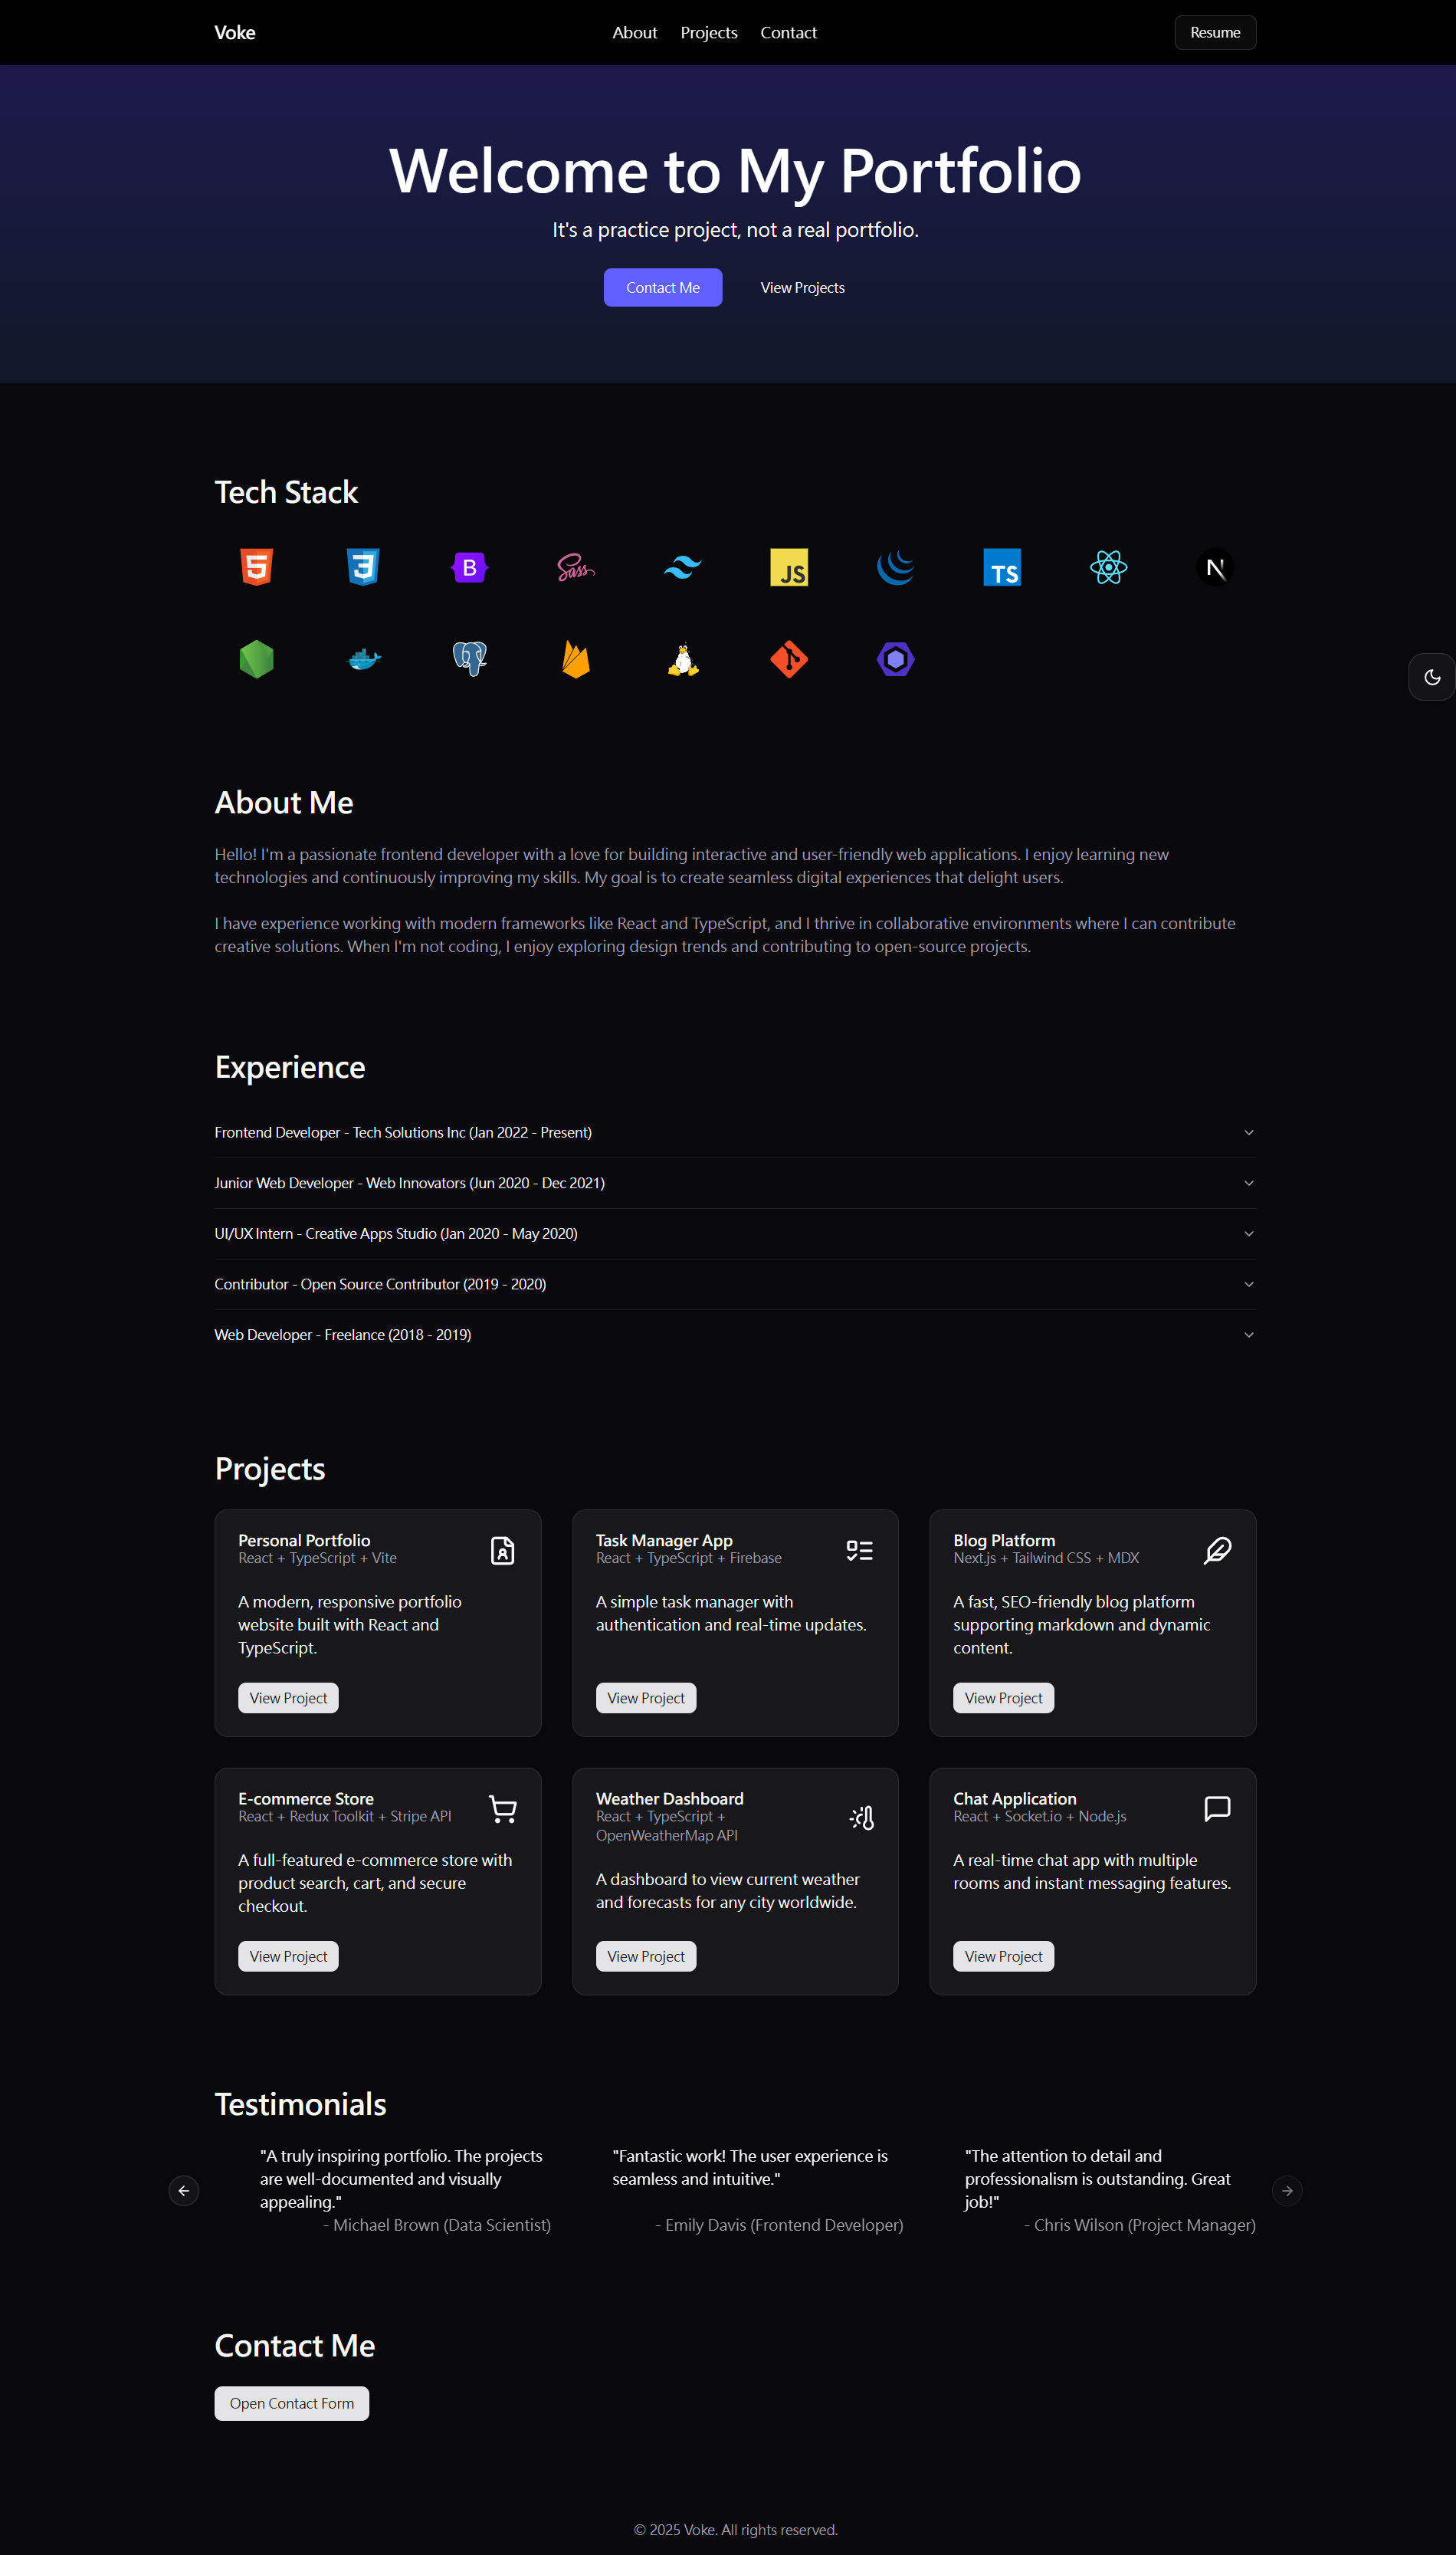 Voke
About
Projects
Contact
Resume
Welcome to My Portfolio
It's a practice project, not a real portfolio.
Contact Me
View Projects
Tech Stack
5
3
B
Sass
JS
TS
N
About Me
Hello! I'm a passionate frontend developer with a love for building interactive and user-friendly web applications. I enjoy learning new
technologies and continuously improving my skills. My goal is to create seamless digital experiences that delight users.
I have experience working with modern frameworks like React and TypeScript, and I thrive in collaborative environments where I can contribute
creative solutions. When I'm not coding, I enjoy exploring design trends and contributing to open-source projects.
Experience
Frontend Developer - Tech Solutions Inc (Jan 2022 - Present)
Junior Web Developer - Web Innovators (Jun 2020 - Dec 2021)
UI/UX Intern - Creative Apps Studio (Jan 2020 - May 2020)
Contributor - Open Source Contributor (2019 - 2020)
Web Developer - Freelance (2018 - 2019)
Projects
Personal Portfolio
React + TypeScript + Vite
A modern, responsive portfolio
website built with React and
TypeScript.
View Project
Task Manager App
React + TypeScript + Firebase
A simple task manager with
authentication and real-time updates.
View Project
Blog Platform
Next.js + Tailwind CSS + MDX
A fast, SEO-friendly blog platform
supporting markdown and dynamic
content.
View Project
E-commerce Store
React + Redux Toolkit + Stripe API
A full-featured e-commerce store with
product search, cart, and secure
checkout.
View Project
Weather Dashboard
React + TypeScript +
OpenWeatherMap API
A dashboard to view current weather
and forecasts for any city worldwide.
View Project
Chat Application
React + Socket.io + Node.js
A real-time chat app with multiple
rooms and instant messaging features.
View Project
Testimonials
"A truly inspiring portfolio. The projects
are well-documented and visually
appealing."
- Michael Brown (Data Scientist)
"Fantastic work! The user experience is
seamless and intuitive."
- Emily Davis (Frontend Developer)
"The attention to detail and
professionalism is outstanding. Great
job!"
- Chris Wilson (Project Manager)
Contact Me
Open Contact Form
© 2025 Voke. All rights reserved.